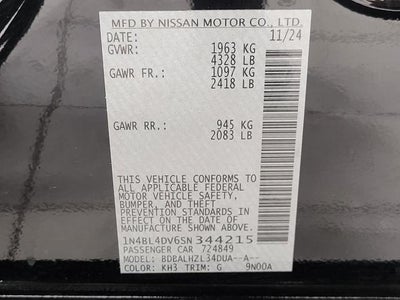 MFD BY NISSAN MOTOR CO., LTD.
DATE: 11/24
GVWR: 1963 KG
4328 LB
GAWR FR.: 1097 KG
2418 LB
GAWR RR.: 945 KG
2083 LB
THIS VEHICLE CONFORMS TO
ALL APPLICABLE FEDERAL
MOTOR VEHICLE SAFETY,
BUMPER, AND THEFT
PREVENTION STANDARDS IN
EFFECT ON THE DATE OF
MANUFACTURE SHOWN ABOVE.
1N4BL4DV6SN344215
PASSENGER CAR 724849
MODEL: BDBALHZL34DUA--A--
COLOR: KH3 TRIM: G 9N00A